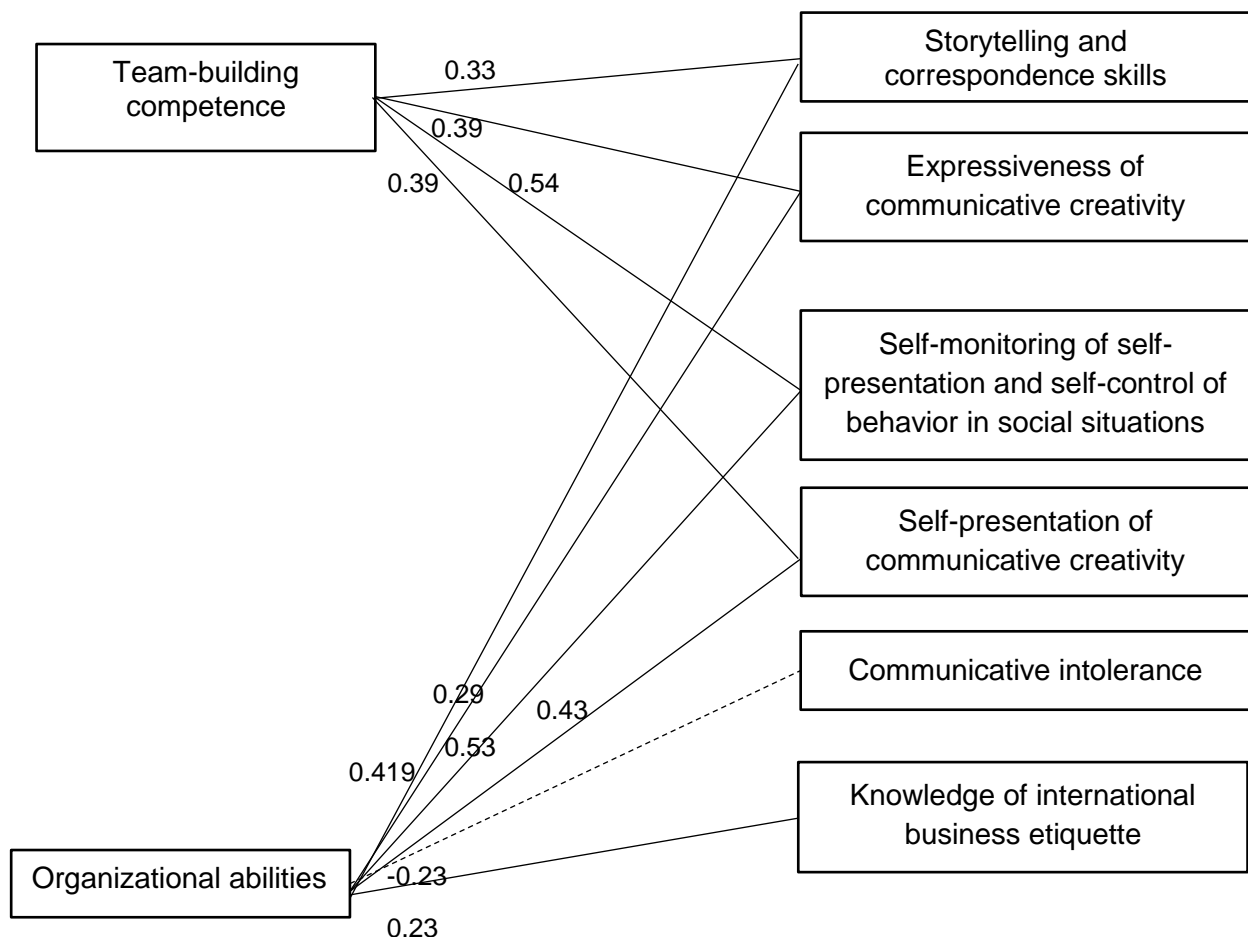 Team-building
competence
Storytelling and
correspondence skills
0.33
0.39
0.39
0.54
Expressiveness of
communicative creativity
Self-monitoring of self-
presentation and self-control of
behavior in social situations
Self-presentation of
communicative creativity
Communicative intolerance
0.29
0.43
0.53
0.419
Knowledge of international
business etiquette
Organizational abilities
-0.23
0.23